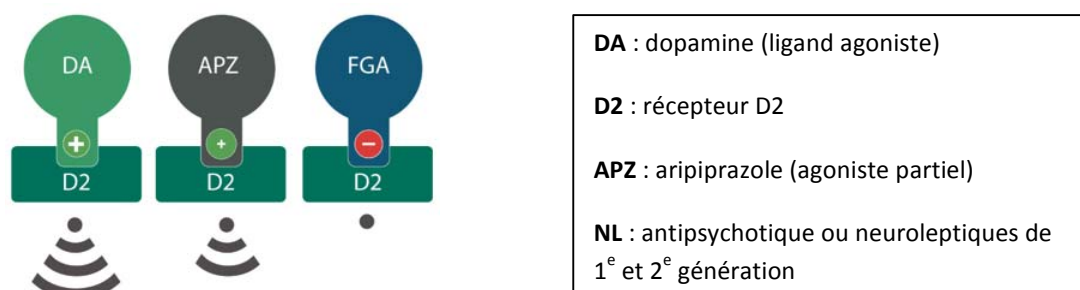 DA
APZ
FGA
+
+
−
D2
D2
D2
DA : dopamine (ligand agoniste)
D2 : récepteur D2
APZ : aripiprazole (agoniste partiel)
NL : antipsychotique ou neuroleptiques de
1e et 2e génération